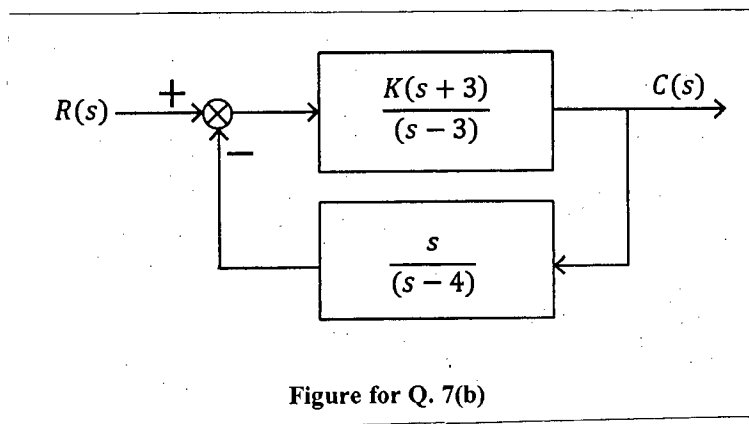 K(s + 3)
(s − 3)
R(s)
+
−
C(s)
s
(s − 4)
Figure for Q. 7(b)